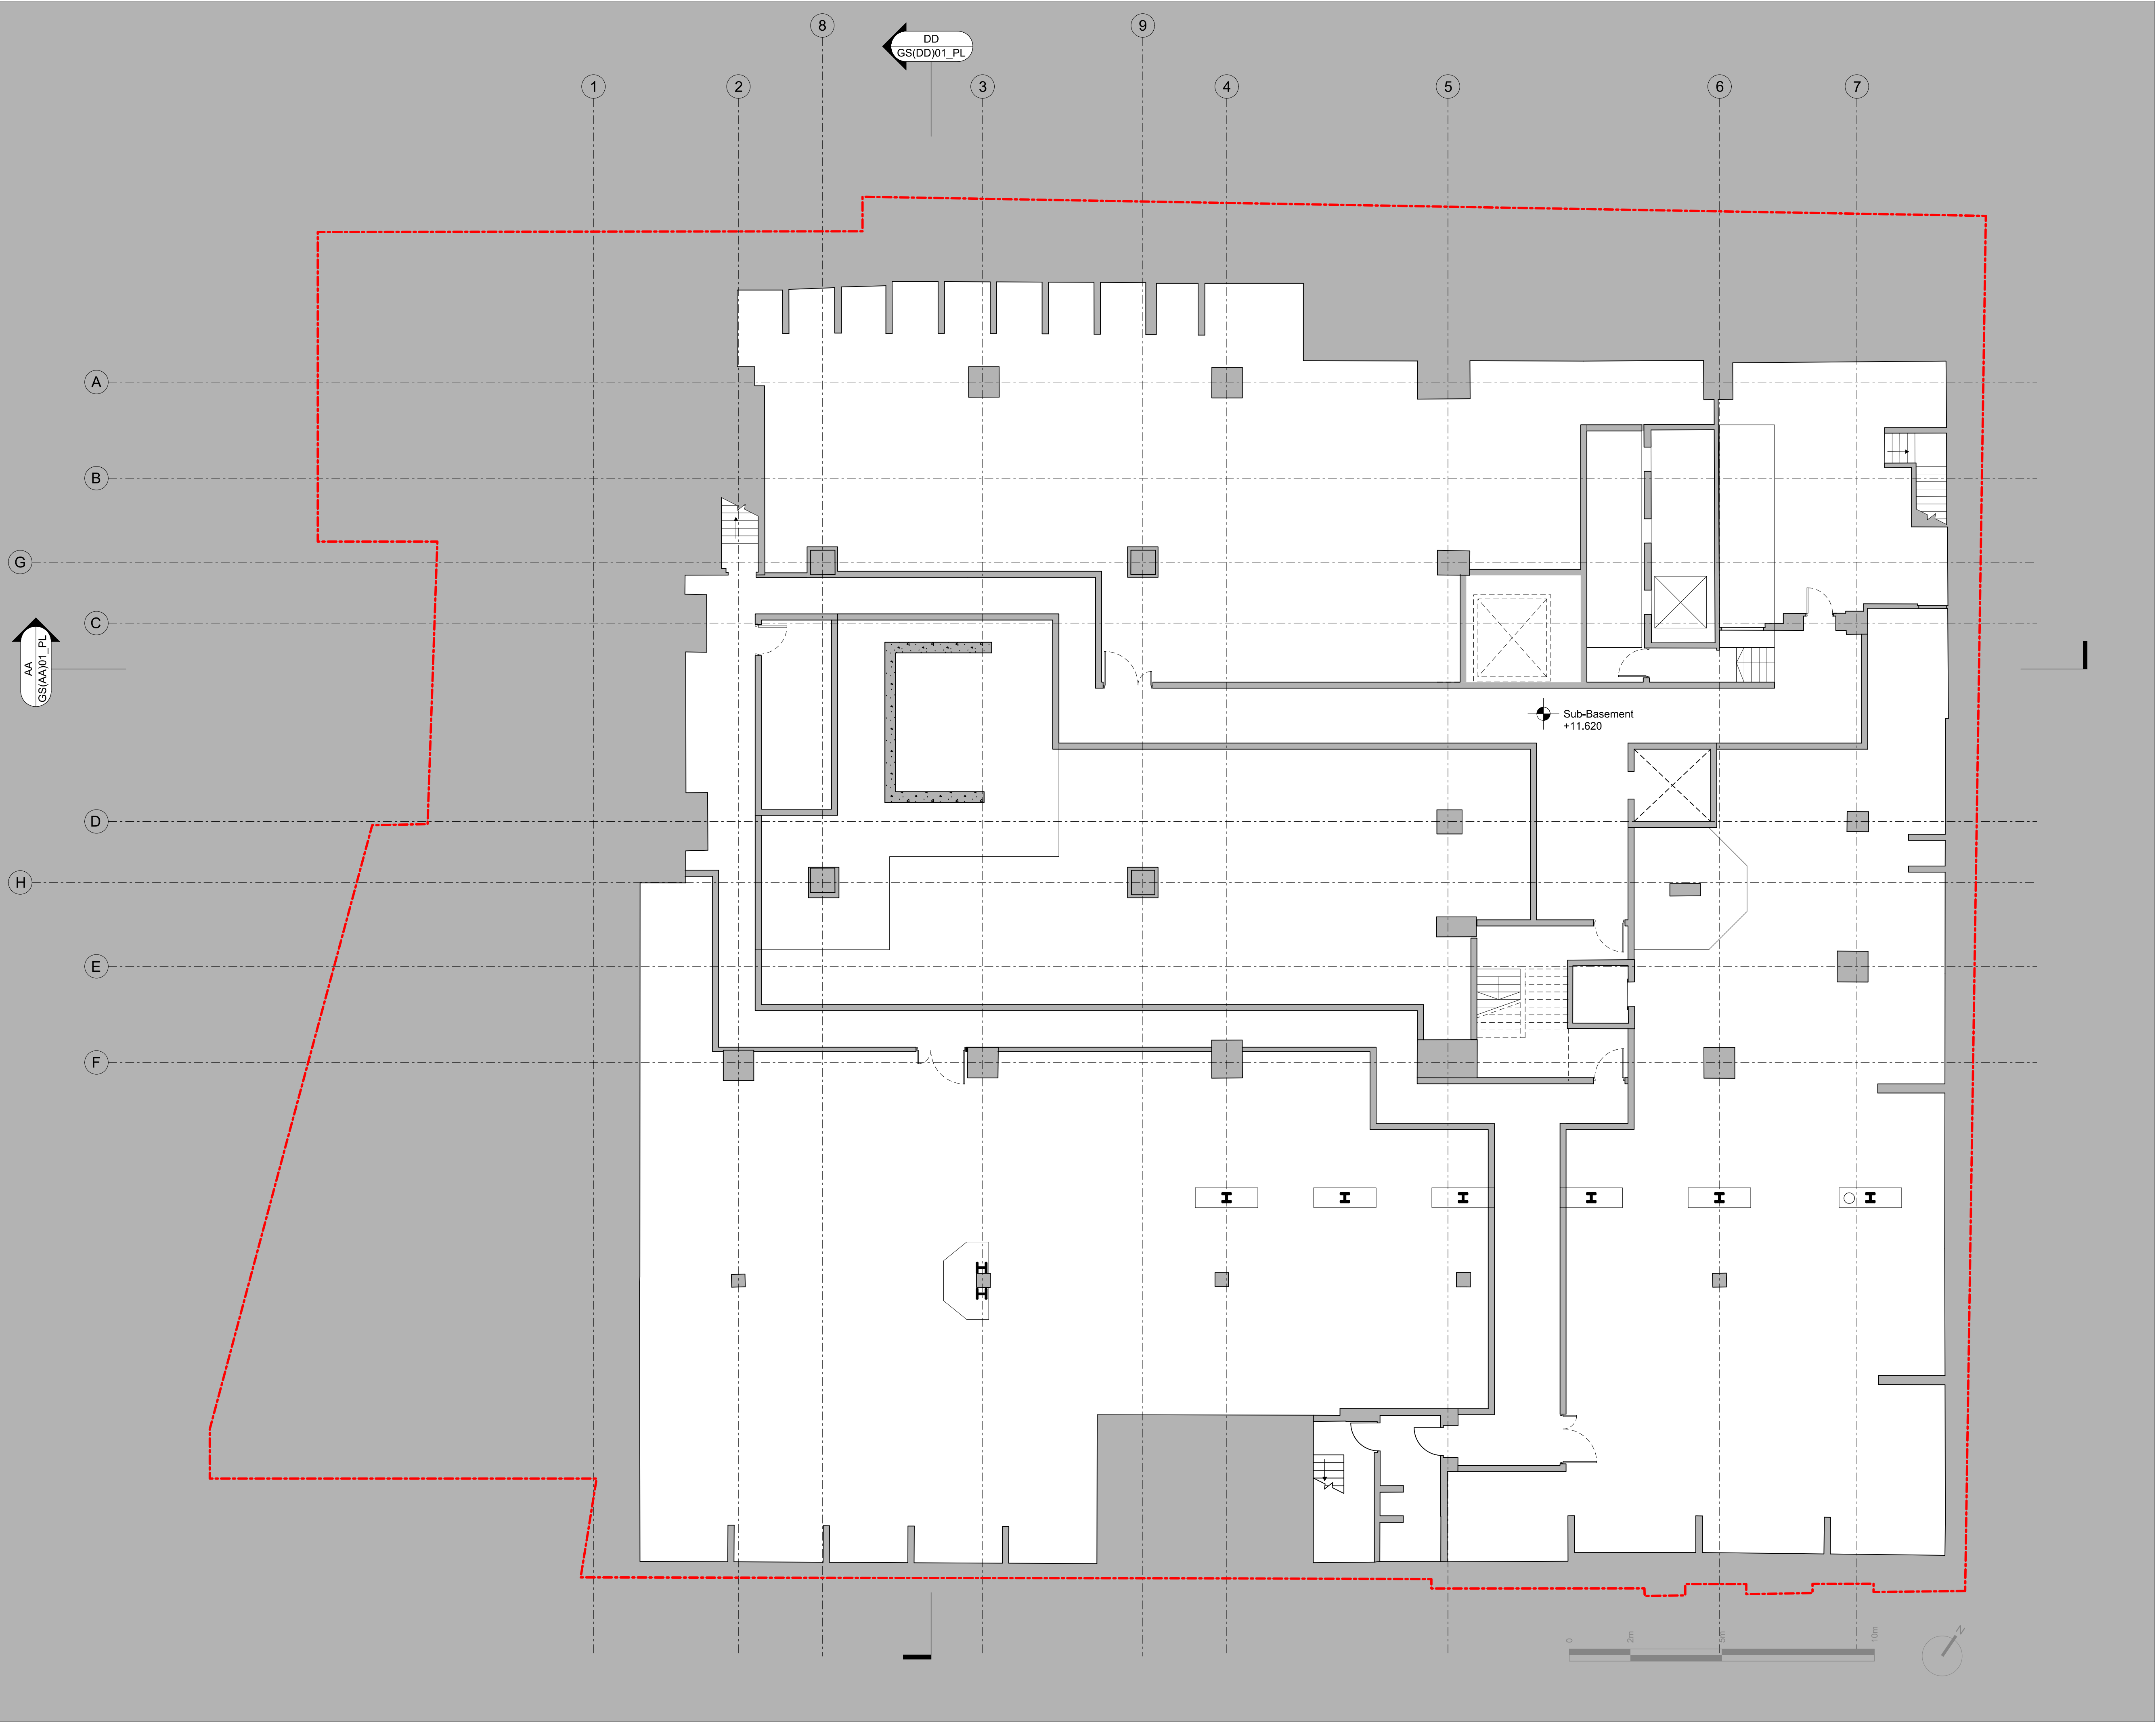 8
9
DD
GS(DD)01_PL
1
2
3
4
5
6
7
A
B
G
C
AA
GS(AA)01_PL
Sub-Basement
+11.620
D
H
E
F
0
2m
5m
10m
N